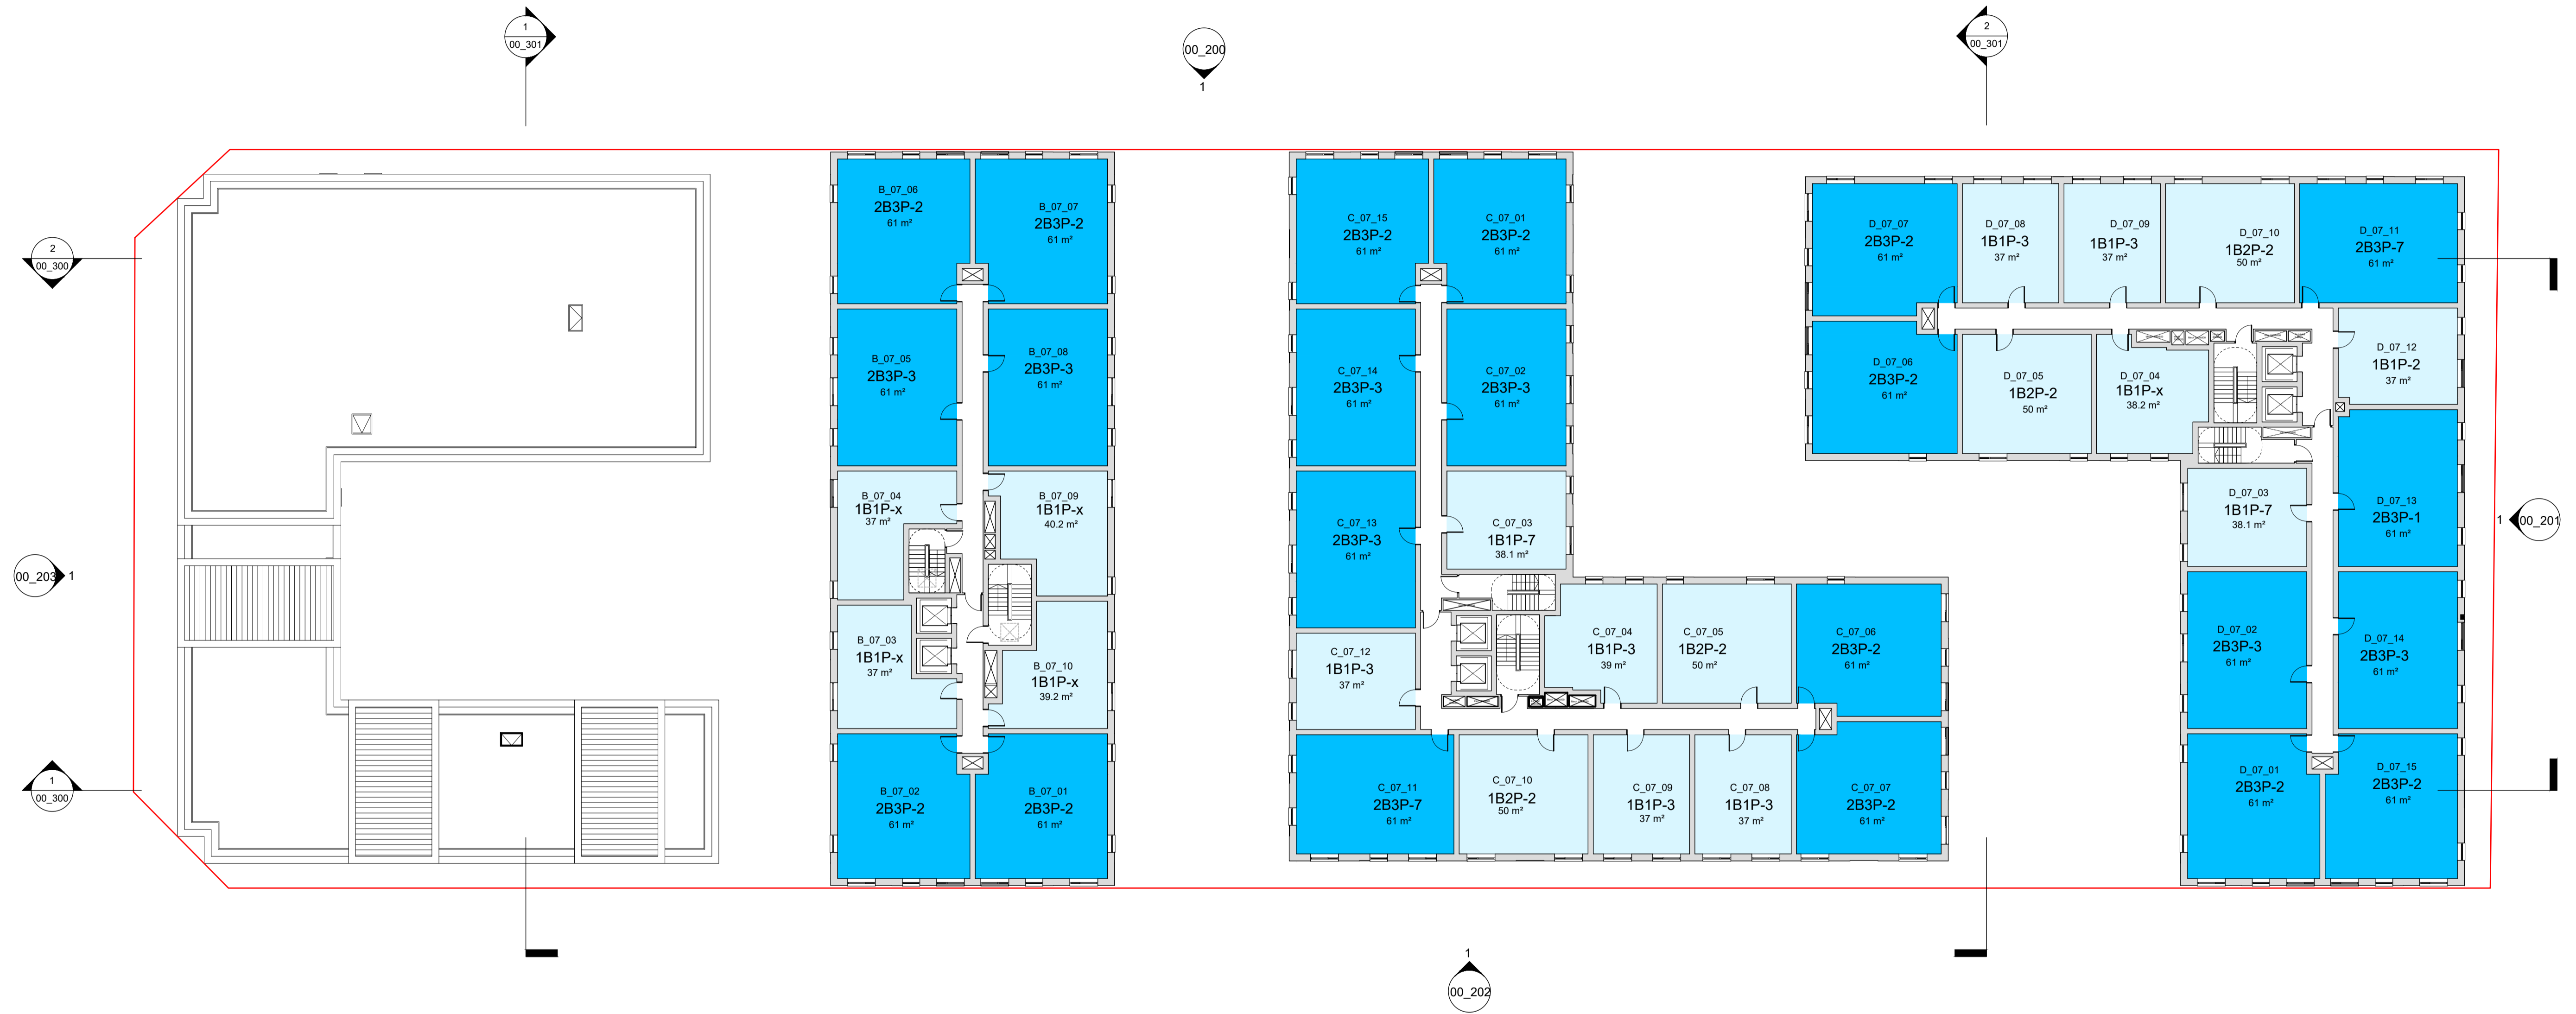 1
00_301
00_200
1
2
00_301
2
00_300
00_203
1
1
00_300
B_07_06
2B3P-2
61 m²
B_07_07
2B3P-2
61 m²
B_07_05
2B3P-3
61 m²
B_07_08
2B3P-3
61 m²
B_07_04
1B1P-x
37 m²
B_07_09
1B1P-x
40.2 m²
B_07_03
1B1P-x
37 m²
B_07_10
1B1P-x
39.2 m²
B_07_02
2B3P-2
61 m²
B_07_01
2B3P-2
61 m²
C_07_15
2B3P-2
61 m²
C_07_01
2B3P-2
61 m²
C_07_14
2B3P-3
61 m²
C_07_02
2B3P-3
61 m²
C_07_13
2B3P-3
61 m²
C_07_03
1B1P-7
38.1 m²
C_07_12
1B1P-3
37 m²
C_07_04
1B1P-3
39 m²
C_07_05
1B2P-2
50 m²
C_07_06
2B3P-2
61 m²
C_07_11
2B3P-7
61 m²
C_07_10
1B2P-2
50 m²
C_07_09
1B1P-3
37 m²
C_07_08
1B1P-3
37 m²
C_07_07
2B3P-2
61 m²
D_07_07
2B3P-2
61 m²
D_07_08
1B1P-3
37 m²
D_07_09
1B1P-3
37 m²
D_07_10
1B2P-2
50 m²
D_07_11
2B3P-7
61 m²
D_07_06
2B3P-2
61 m²
D_07_05
1B2P-2
50 m²
D_07_04
1B1P-x
38.2 m²
D_07_12
1B1P-2
37 m²
D_07_03
1B1P-7
38.1 m²
D_07_13
2B3P-1
61 m²
D_07_02
2B3P-3
61 m²
D_07_14
2B3P-3
61 m²
D_07_01
2B3P-2
61 m²
D_07_15
2B3P-2
61 m²
1
00_201
1
00_202